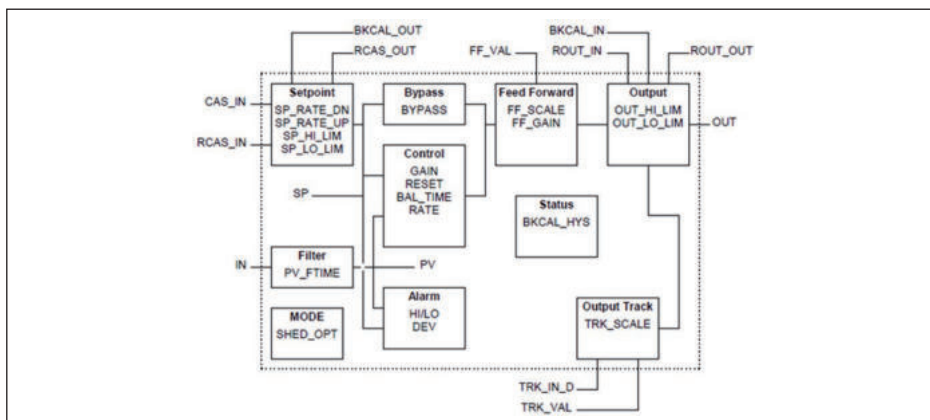 BKCAL_OUT
RCAS_OUT
FF_VAL
BKCAL_IN
ROUT_IN
ROUT_OUT
CAS_IN
RCAS_IN
Setpoint
SP_RATE_DN
SP_RATE_UP
SP_HI_LIM
SP_LO_LIM
Bypass
BYPASS
Feed Forward
FF_SCALE
FF_GAIN
Output
OUT_HI_LIM
OUT_LO_LIM
OUT
Control
GAIN
RESET
BAL_TIME
RATE
SP
Status
BKCAL_HYS
IN
Filter
PV_FTIME
PV
MODE
SHED_OPT
Alarm
HI/LO
DEV
Output Track
TRK_SCALE
TRK_IN_D
TRK_VAL